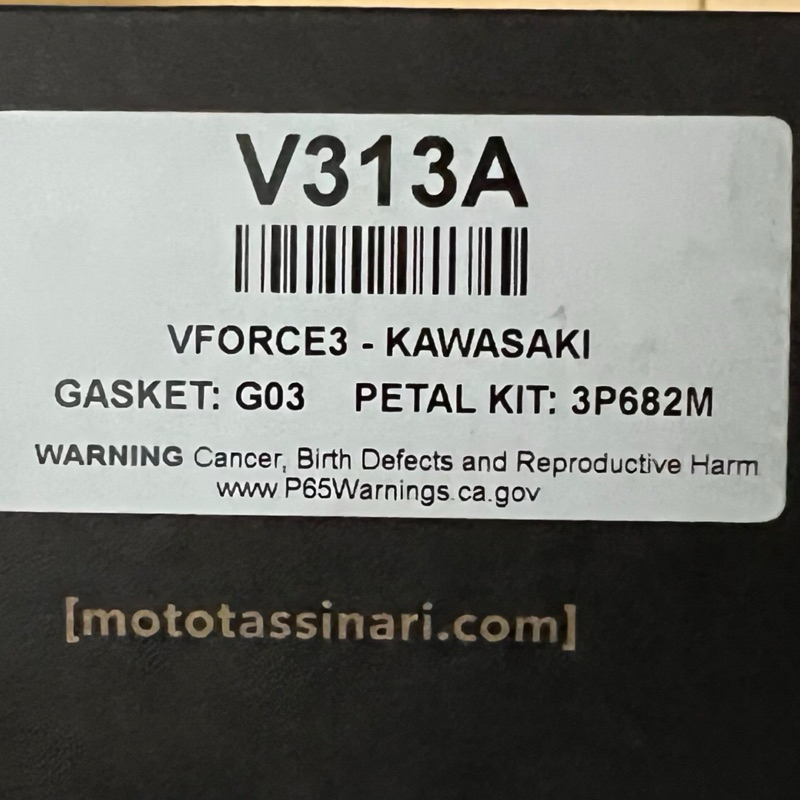 V313A
VFORCE3 - KAWASAKI
GASKET: G03 PETAL KIT: 3P682M
WARNING Cancer, Birth Defects and Reproductive Harm
www.P65Warnings.ca.gov
[mototassinari.com]